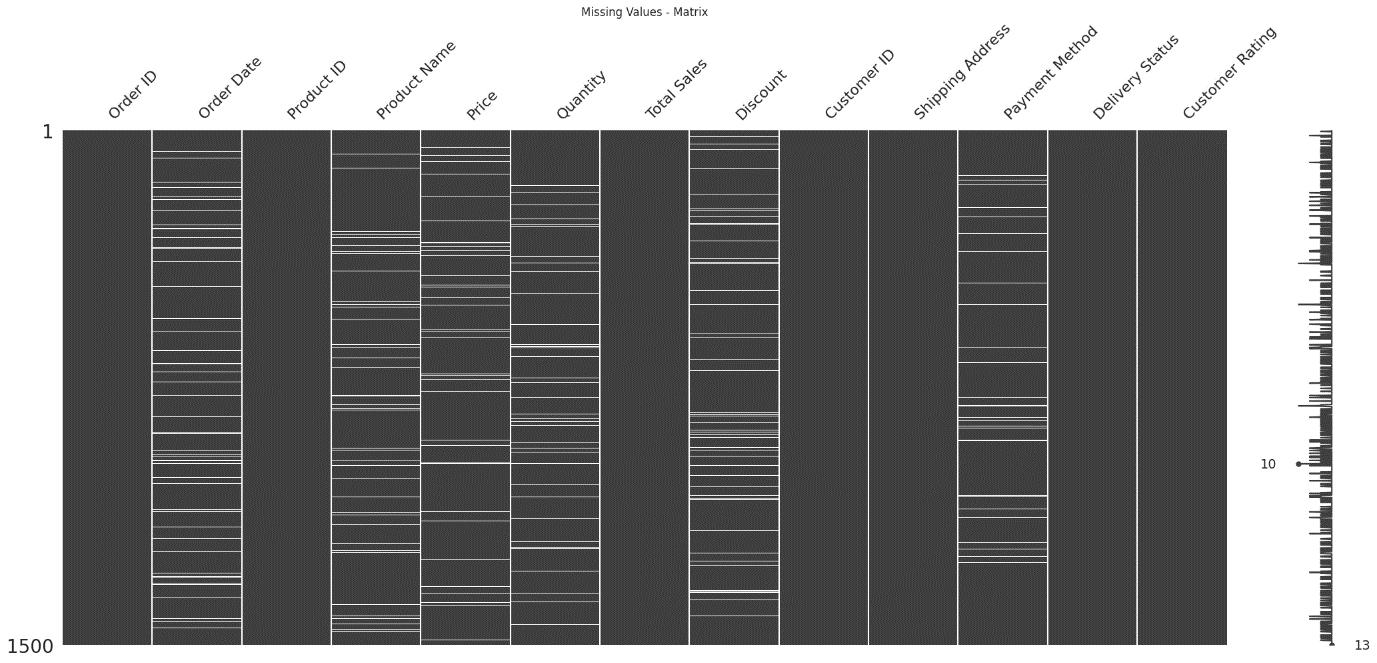 Missing Values - Matrix
Order ID
Order Date
Product ID
Product Name
Price
Quantity
Total Sales
Discount
Customer ID
Shipping Address
Payment Method
Delivery Status
Customer Rating
1
10
1500
13